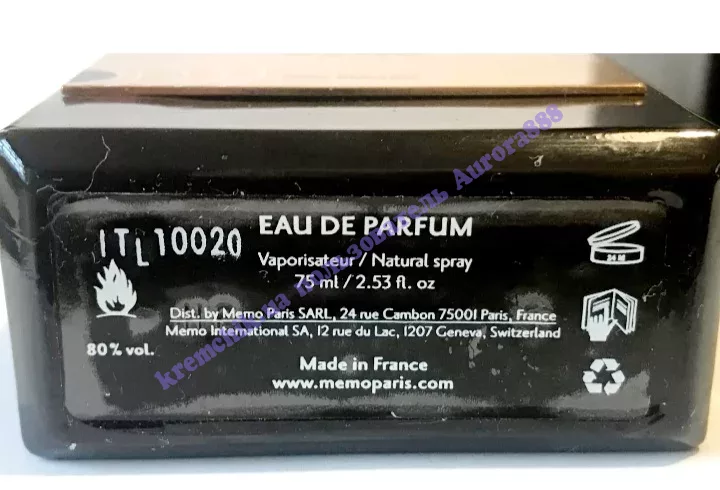 ITL10020
EAU DE PARFUM
Vaporisateur / Natural spray
75 ml / 2.53 fl. oz
Dist. by Memo Paris SARL, 24 rue Cambon 75001 Paris, France
Memo International SA, 12 rue du Lac, 1207 Geneva, Switzerland
80% vol.
Made in France
www.memoparis.com
24 M
пользователь Aurora888